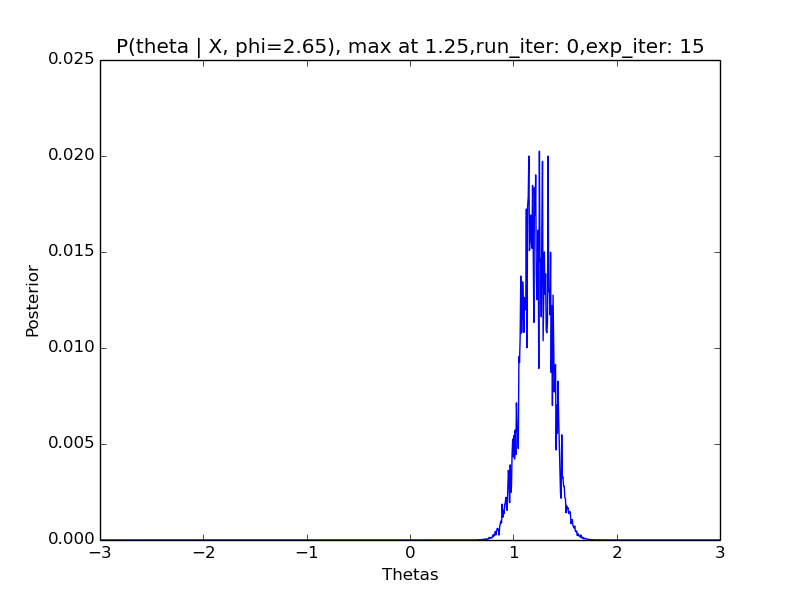 P(theta | X, phi=2.65), max at 1.25,run_iter: 0,exp_iter: 15
0.025
0.020
0.015
0.010
0.005
0.000
Posterior
−3 −2 −1 0 1 2 3
Thetas